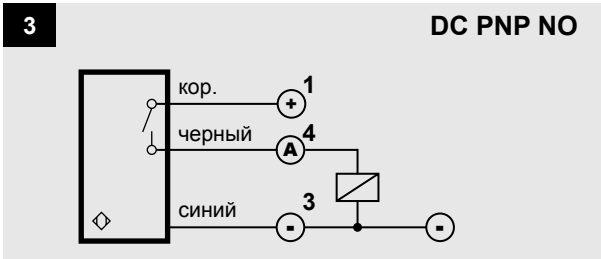 3 DC PNP NO
кор. 1
+
черный 4
A
синий 3
- -